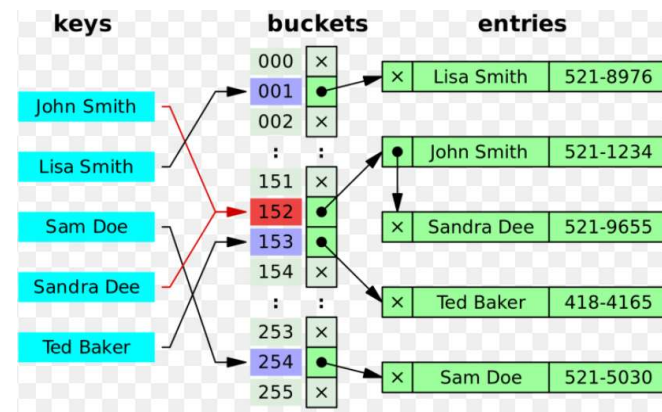 keys
buckets
entries
John Smith
Lisa Smith
Sam Doe
Sandra Dee
Ted Baker
000 ×
001
002 ×
: :
151 ×
152
153
154 ×
: :
253 ×
254
255 ×
× Lisa Smith 521-8976
John Smith 521-1234
× Sandra Dee 521-9655
× Ted Baker 418-4165
× Sam Doe 521-5030